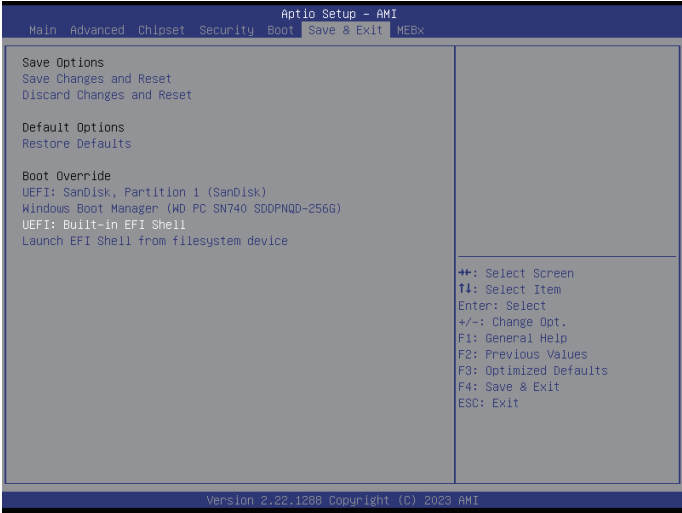 Aptio Setup - AMI
Main Advanced Chipset Security Boot Save & Exit MEBx
Save Options
Save Changes and Reset
Discard Changes and Reset
Default Options
Restore Defaults
Boot Override
UEFI: SanDisk, Partition 1 (SanDisk)
Windows Boot Manager (WD PC SN740 SDDPNQD-256G)
UEFI: Built-in EFI Shell
Launch EFI Shell from filesystem device
→←: Select Screen
↑↓: Select Item
Enter: Select
+/-: Change Opt.
F1: General Help
F2: Previous Values
F3: Optimized Defaults
F4: Save & Exit
ESC: Exit
Version 2.22.1288 Copyright (C) 2023 AMI